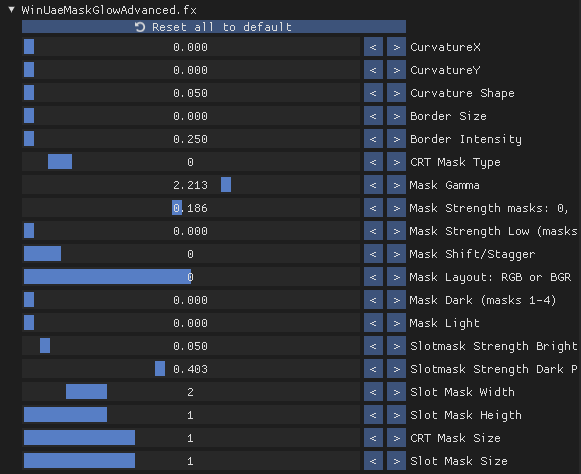 WinUaeMaskGlowAdvanced.fx
Reset all to default
0.000 < > CurvatureX
0.000 < > CurvatureY
0.050 < > Curvature Shape
0.000 < > Border Size
0.250 < > Border Intensity
0 < > CRT Mask Type
2.213 < > Mask Gamma
0.186 < > Mask Strength masks: 0,
0.000 < > Mask Strength Low (masks
0 < > Mask Shift/Stagger
0 < > Mask Layout: RGB or BGR
0.000 < > Mask Dark (masks 1-4)
0.000 < > Mask Light
0.050 < > Slotmask Strength Bright
0.403 < > Slotmask Strength Dark P
2 < > Slot Mask Width
1 < > Slot Mask Heigth
1 < > CRT Mask Size
1 < > Slot Mask Size